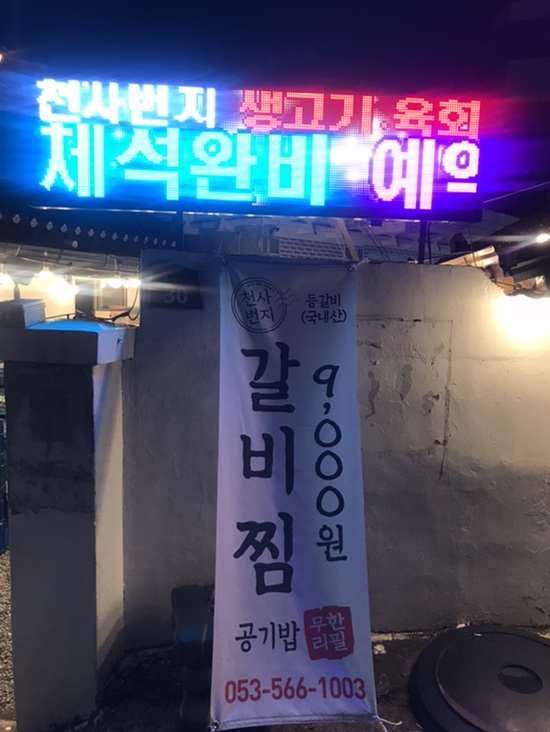 천사번지 생고기.육회
제석완비 예의
30
천사
번지
등갈비
(국내산)
갈비찜
9,000원
공기밥
무한
리필
053-566-1003